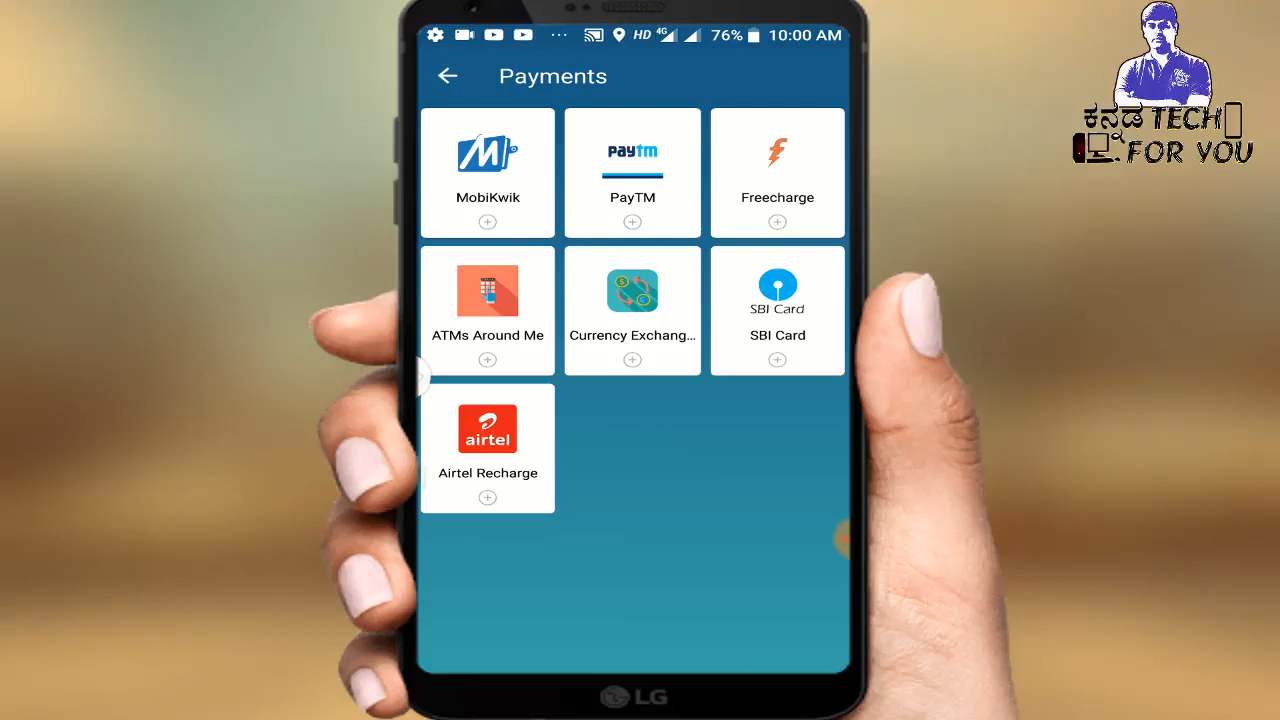 HD 4G 76% 10:00 AM
Payments
MobiKwik
paytm
PayTM
Freecharge
ATMs Around Me
Currency Exchang...
SBI Card
SBI Card
airtel
Airtel Recharge
LG
ಕನ್ನಡ TECH
FOR YOU